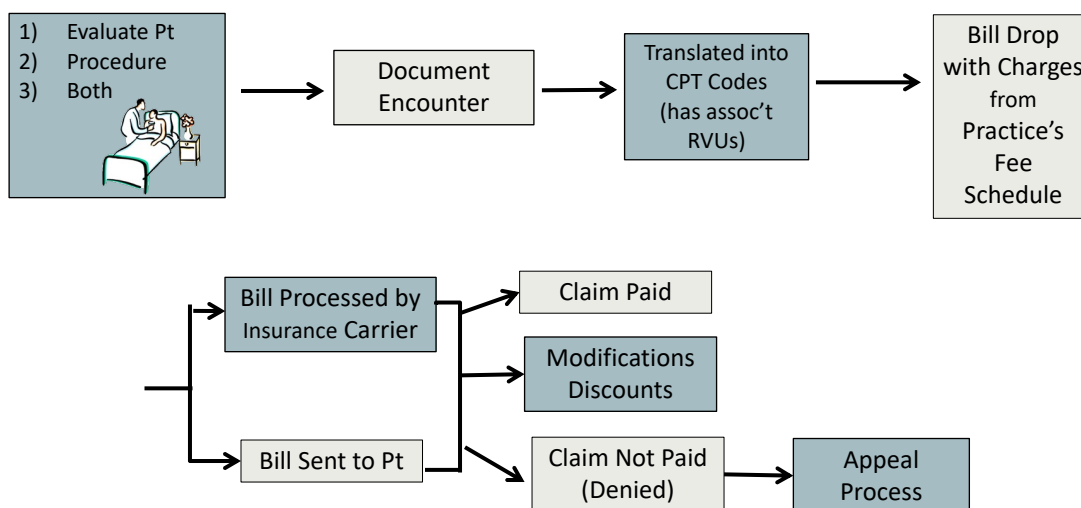 1) Evaluate Pt
2) Procedure
3) Both
Document
Encounter
Translated into
CPT Codes
(has assoc’t
RVUs)
Bill Drop
with Charges
from
Practice’s
Fee
Schedule
Bill Processed by
Insurance Carrier
Bill Sent to Pt
Claim Paid
Modifications
Discounts
Claim Not Paid
(Denied)
Appeal
Process